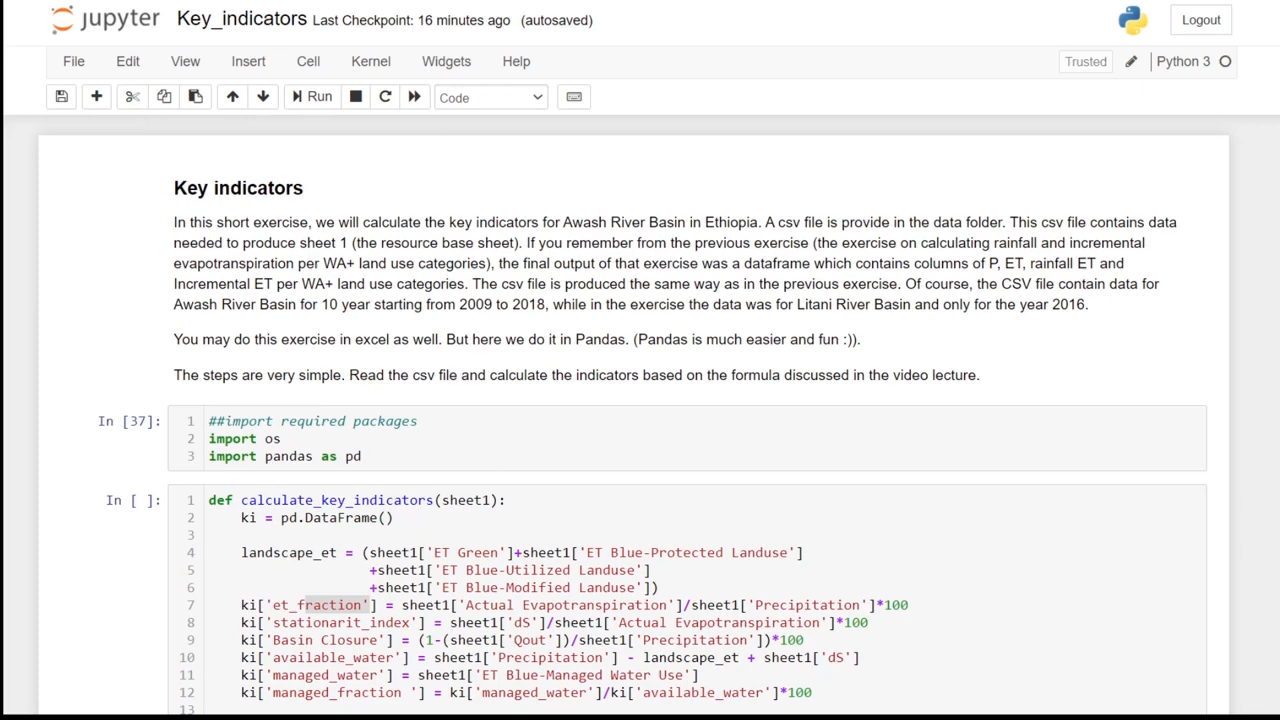 jupyter Key_indicators Last Checkpoint: 16 minutes ago (autosaved) Logout
File Edit View Insert Cell Kernel Widgets Help Trusted Python 3
Run Code
Key indicators
In this short exercise, we will calculate the key indicators for Awash River Basin in Ethiopia. A csv file is provide in the data folder. This csv file contains data
needed to produce sheet 1 (the resource base sheet). If you remember from the previous exercise (the exercise on calculating rainfall and incremental
evapotranspiration per WA+ land use categories), the final output of that exercise was a dataframe which contains columns of P, ET, rainfall ET and
Incremental ET per WA+ land use categories. The csv file is produced the same way as in the previous exercise. Of course, the CSV file contain data for
Awash River Basin for 10 year starting from 2009 to 2018, while in the exercise the data was for Litani River Basin and only for the year 2016.
You may do this exercise in excel as well. But here we do it in Pandas. (Pandas is much easier and fun :)).
The steps are very simple. Read the csv file and calculate the indicators based on the formula discussed in the video lecture.
In [37]: 1 ##import required packages
2 import os
3 import pandas as pd
In [ ]: 1 def calculate_key_indicators(sheet1):
2 ki = pd.DataFrame()
3
4 landscape_et = (sheet1['ET Green']+sheet1['ET Blue-Protected Landuse']
5 +sheet1['ET Blue-Utilized Landuse']
6 +sheet1['ET Blue-Modified Landuse'])
7 ki['et_fraction'] = sheet1['Actual Evapotranspiration']/sheet1['Precipitation']*100
8 ki['stationarit_index'] = sheet1['dS']/sheet1['Actual Evapotranspiration']*100
9 ki['Basin Closure'] = (1-(sheet1['Qout'])/sheet1['Precipitation'])*100
10 ki['available_water'] = sheet1['Precipitation'] - landscape_et + sheet1['dS']
11 ki['managed_water'] = sheet1['ET Blue-Managed Water Use']
12 ki['managed_fraction '] = ki['managed_water']/ki['available_water']*100
13